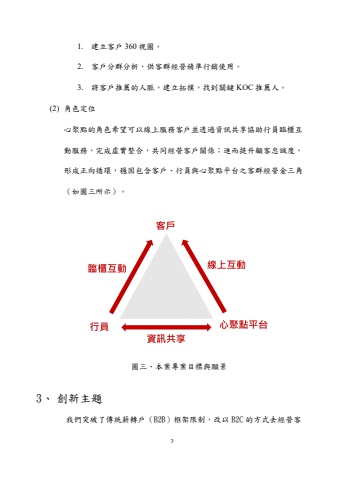 1. 建立客戶 360 視圖。
2. 客戶分群分析，供客群經營精準行銷使用。
3. 將客戶推薦的人脈，建立拓樸，找到關鍵 KOC 推薦人。
(2) 角色定位
心聚點的角色希望可以線上服務客戶並透過資訊共享協助行員臨櫃互
動服務，完成虛實整合，共同經營客戶關係；進而提升顧客忠誠度，
形成正向循環，穩固包含客戶、行員與心聚點平台之客群經營金三角
（如圖三所示）。
客戶
臨櫃互動
線上互動
行員
心聚點平台
資訊共享
圖三、本案專案目標與願景
3、 創新主題
我們突破了傳統薪轉戶（B2B）框架限制，改以 B2C 的方式去經營客
7